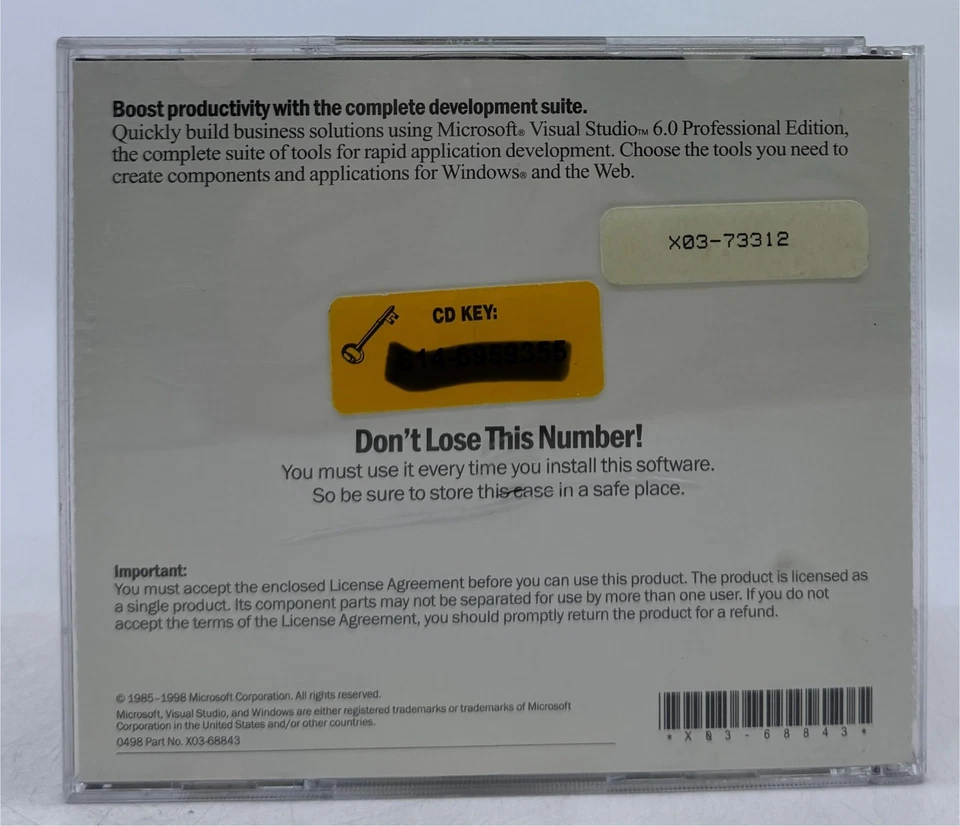 Boost productivity with the complete development suite.
Quickly build business solutions using Microsoft® Visual Studio™ 6.0 Professional Edition,
the complete suite of tools for rapid application development. Choose the tools you need to
create components and applications for Windows® and the Web.
X03-73312
CD KEY:
Don't Lose This Number!
You must use it every time you install this software.
So be sure to store this case in a safe place.
Important:
You must accept the enclosed License Agreement before you can use this product. The product is licensed as
a single product. Its component parts may not be separated for use by more than one user. If you do not
accept the terms of the License Agreement, you should promptly return the product for a refund.
© 1985–1998 Microsoft Corporation. All rights reserved.
Microsoft, Visual Studio, and Windows are either registered trademarks or trademarks of Microsoft
Corporation in the United States and/or other countries.
0498 Part No. X03-68843
*X03-68843*